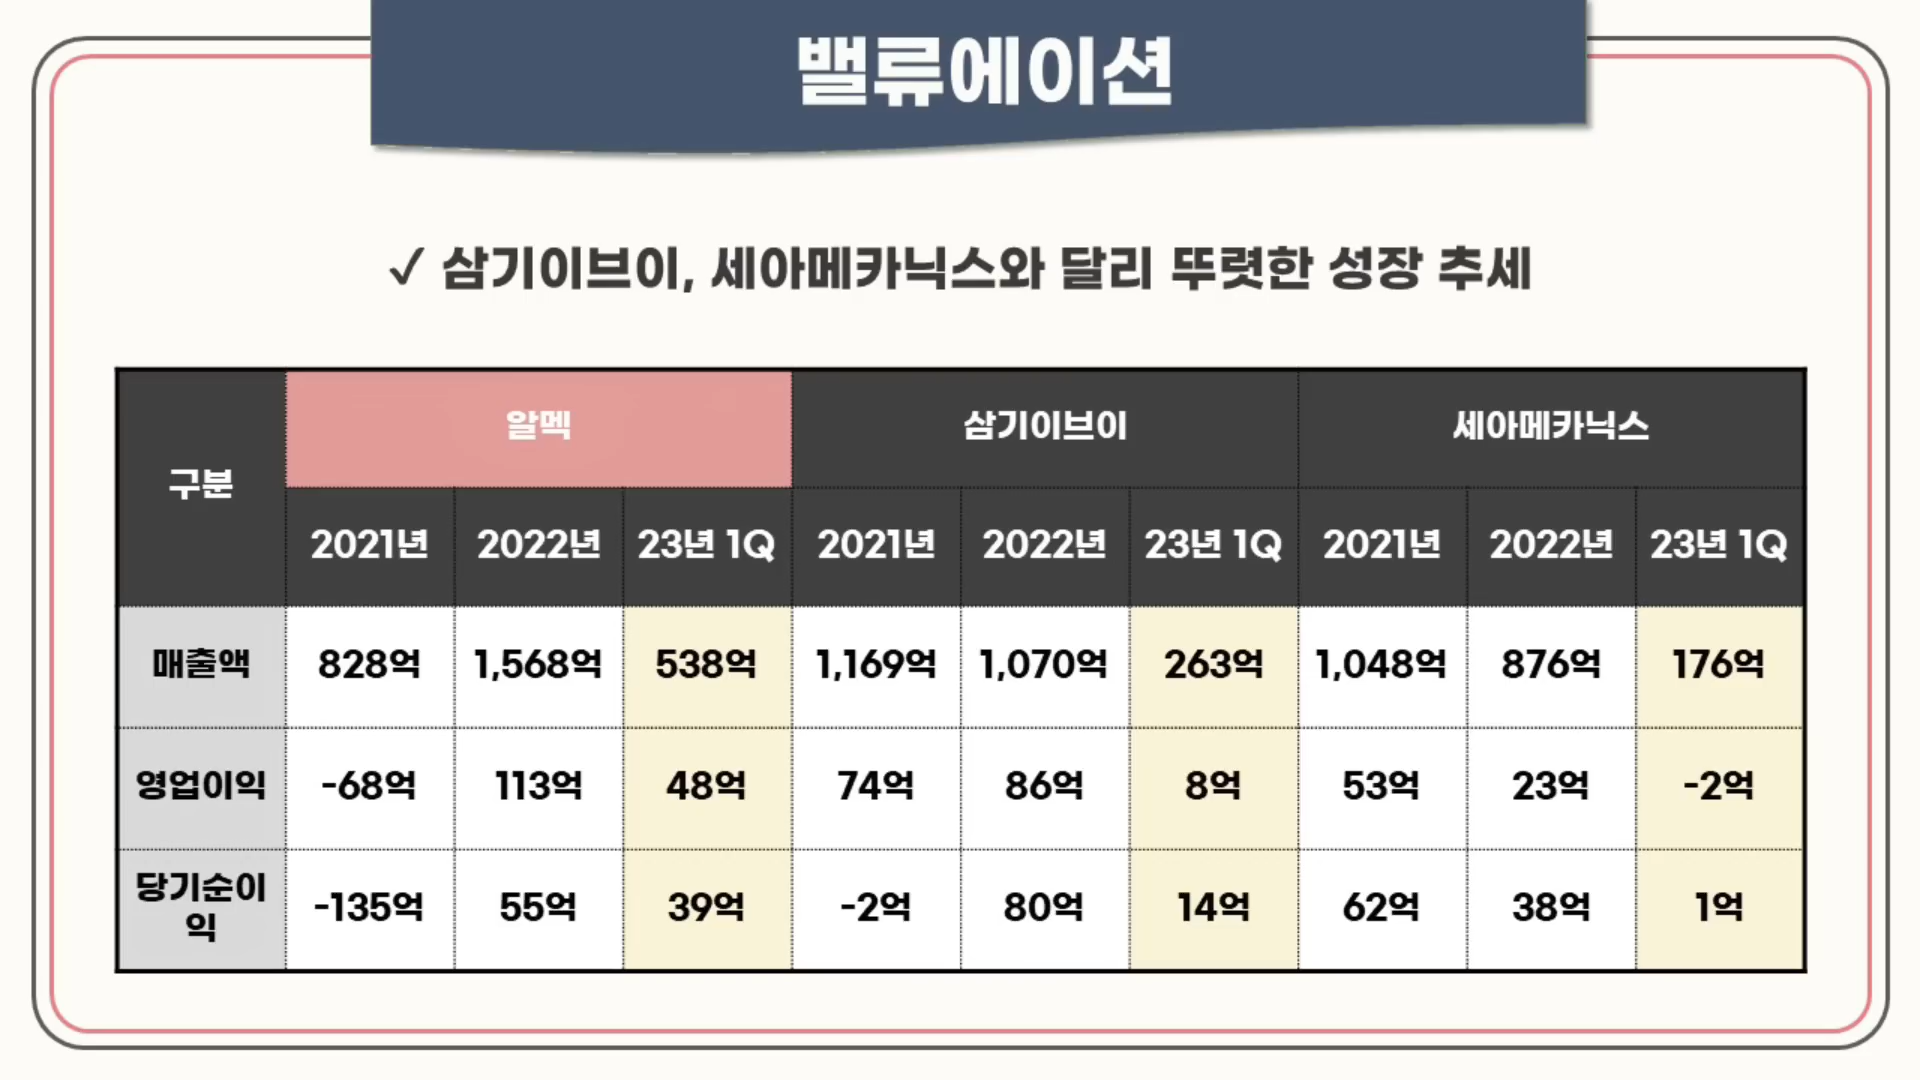 밸류에이션
✓ 삼기이브이, 세아메카닉스와 달리 뚜렷한 성장 추세
구분 알멕 삼기이브이 세아메카닉스
2021년 2022년 23년 1Q 2021년 2022년 23년 1Q 2021년 2022년 23년 1Q
매출액 828억 1,568억 538억 1,169억 1,070억 263억 1,048억 876억 176억
영업이익 -68억 113억 48억 74억 86억 8억 53억 23억 -2억
당기순이
익 -135억 55억 39억 -2억 80억 14억 62억 38억 1억